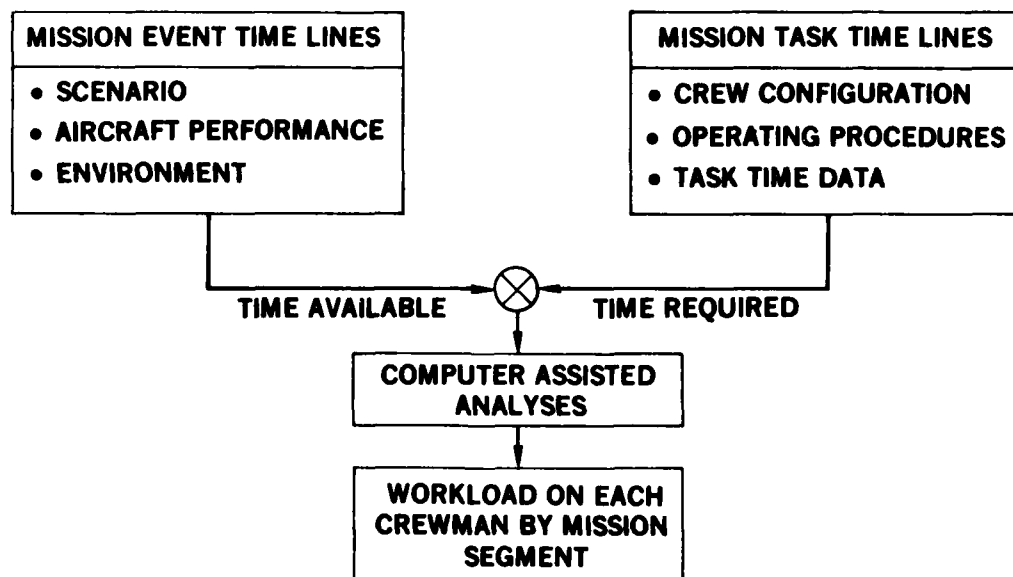 MISSION EVENT TIME LINES
• SCENARIO
• AIRCRAFT PERFORMANCE
• ENVIRONMENT
MISSION TASK TIME LINES
• CREW CONFIGURATION
• OPERATING PROCEDURES
• TASK TIME DATA
TIME AVAILABLE
TIME REQUIRED
COMPUTER ASSISTED
ANALYSES
WORKLOAD ON EACH
CREWMAN BY MISSION
SEGMENT